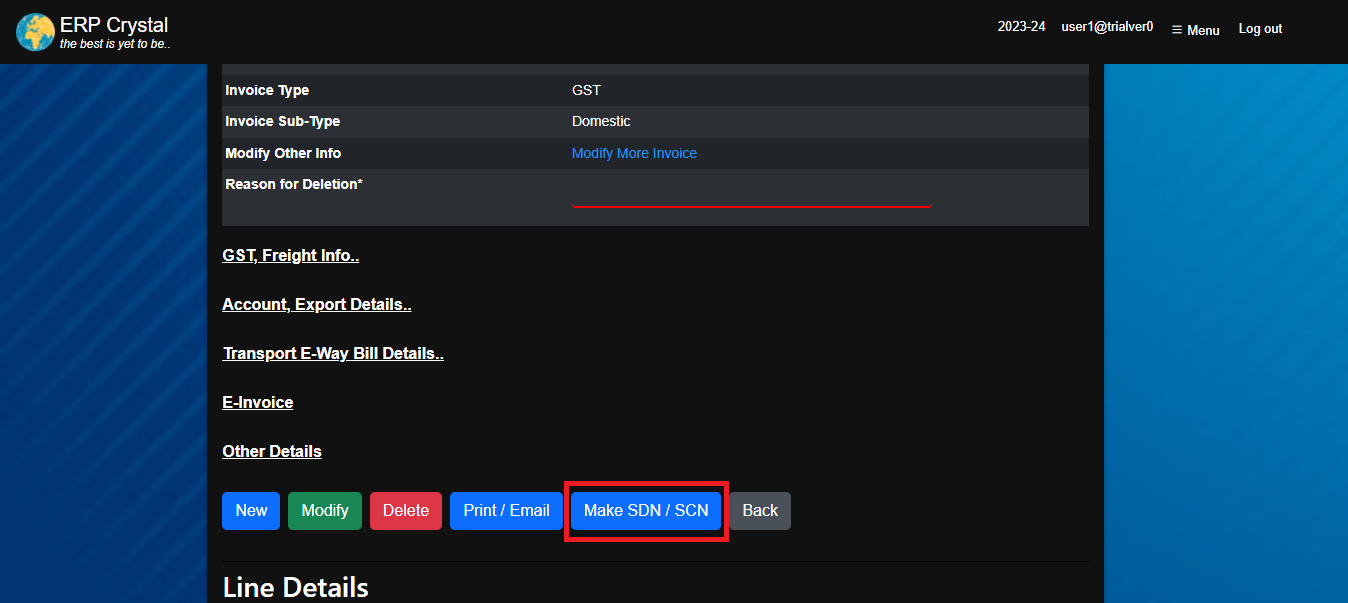 ERP Crystal
the best is yet to be..
2023-24 user1@trialver0 ☰ Menu Log out
Invoice Type GST
Invoice Sub-Type Domestic
Modify Other Info Modify More Invoice
Reason for Deletion*
GST, Freight Info..
Account, Export Details..
Transport E-Way Bill Details..
E-Invoice
Other Details
New Modify Delete Print / Email Make SDN / SCN Back
Line Details